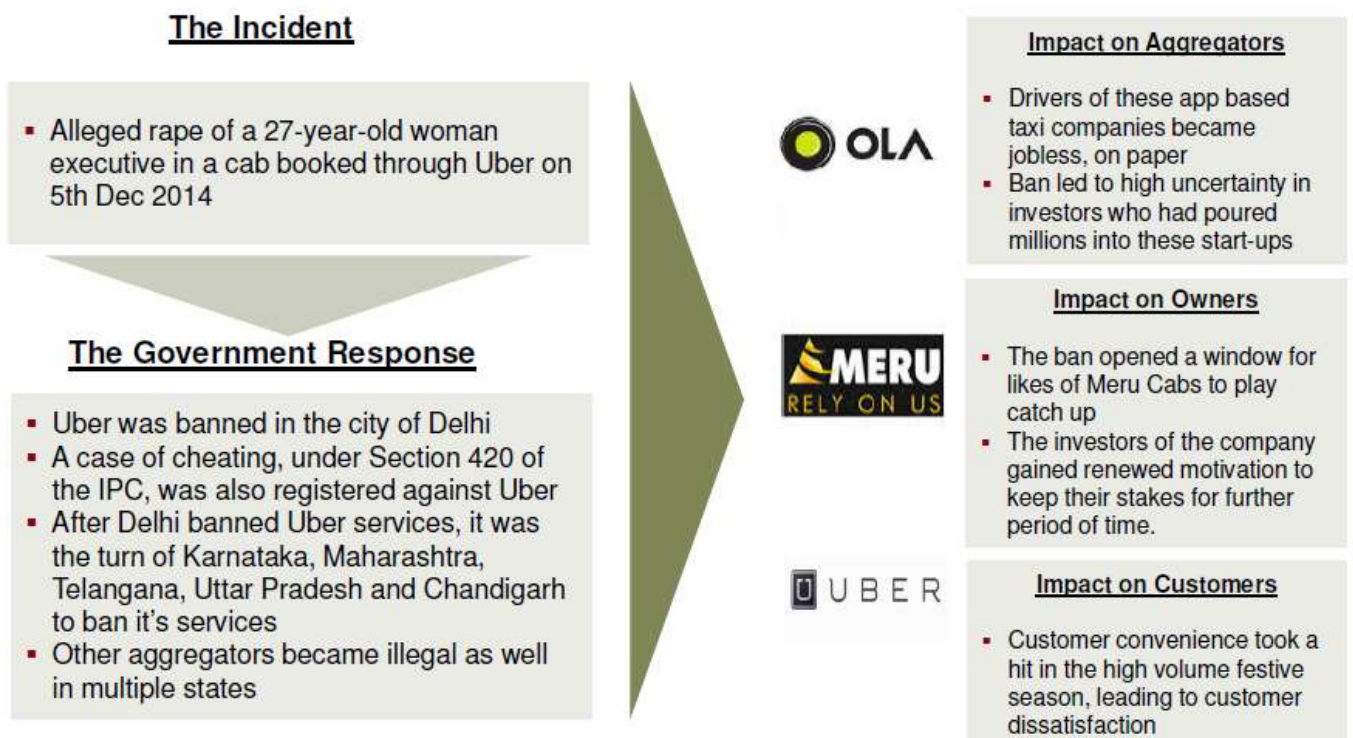 The Incident
▪ Alleged rape of a 27-year-old woman
executive in a cab booked through Uber on
5th Dec 2014
The Government Response
▪ Uber was banned in the city of Delhi
▪ A case of cheating, under Section 420 of
the IPC, was also registered against Uber
▪ After Delhi banned Uber services, it was
the turn of Karnataka, Maharashtra,
Telangana, Uttar Pradesh and Chandigarh
to ban it's services
▪ Other aggregators became illegal as well
in multiple states
OLA
MERU
RELY ON US
U UBER
Impact on Aggregators
▪ Drivers of these app based
taxi companies became
jobless, on paper
▪ Ban led to high uncertainty in
investors who had poured
millions into these start-ups
Impact on Owners
▪ The ban opened a window for
likes of Meru Cabs to play
catch up
▪ The investors of the company
gained renewed motivation to
keep their stakes for further
period of time.
Impact on Customers
▪ Customer convenience took a
hit in the high volume festive
season, leading to customer
dissatisfaction